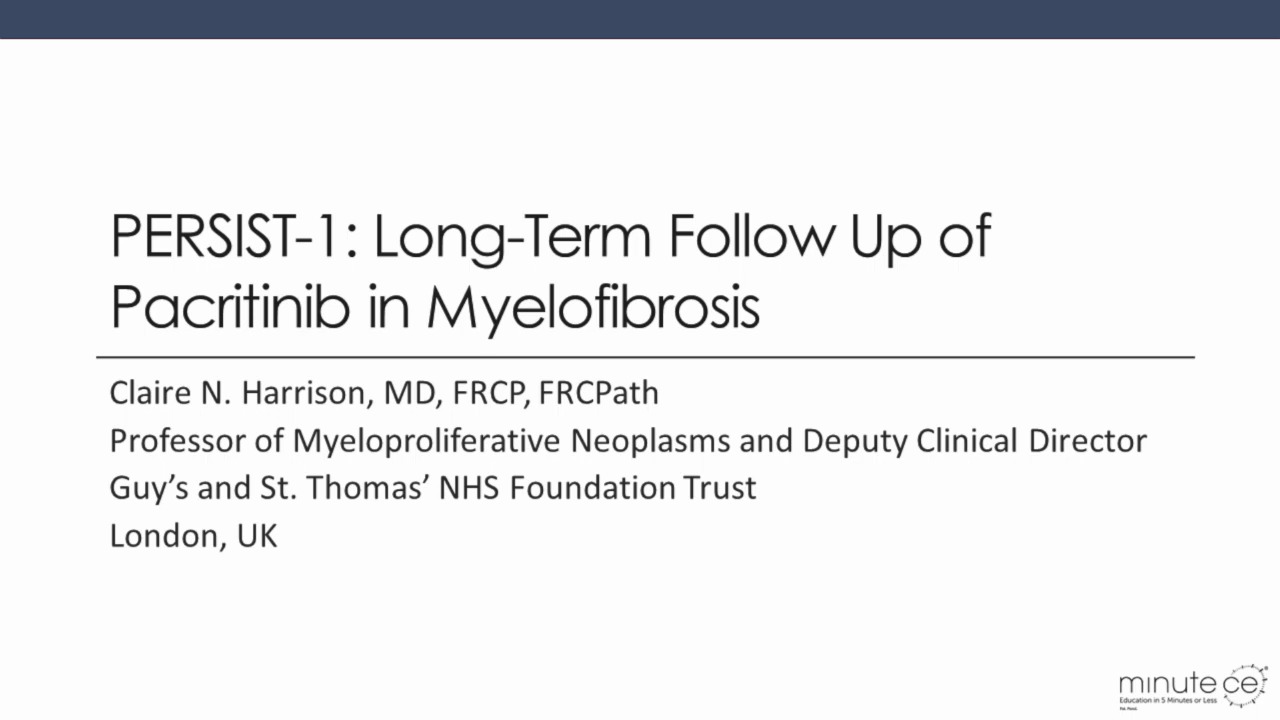 PERSIST-1: Long-Term Follow Up of
Pacritinib in Myelofibrosis
Claire N. Harrison, MD, FRCP, FRCPath
Professor of Myeloproliferative Neoplasms and Deputy Clinical Director
Guy’s and St. Thomas’ NHS Foundation Trust
London, UK
minute ce®
Education in 5 Minutes or Less